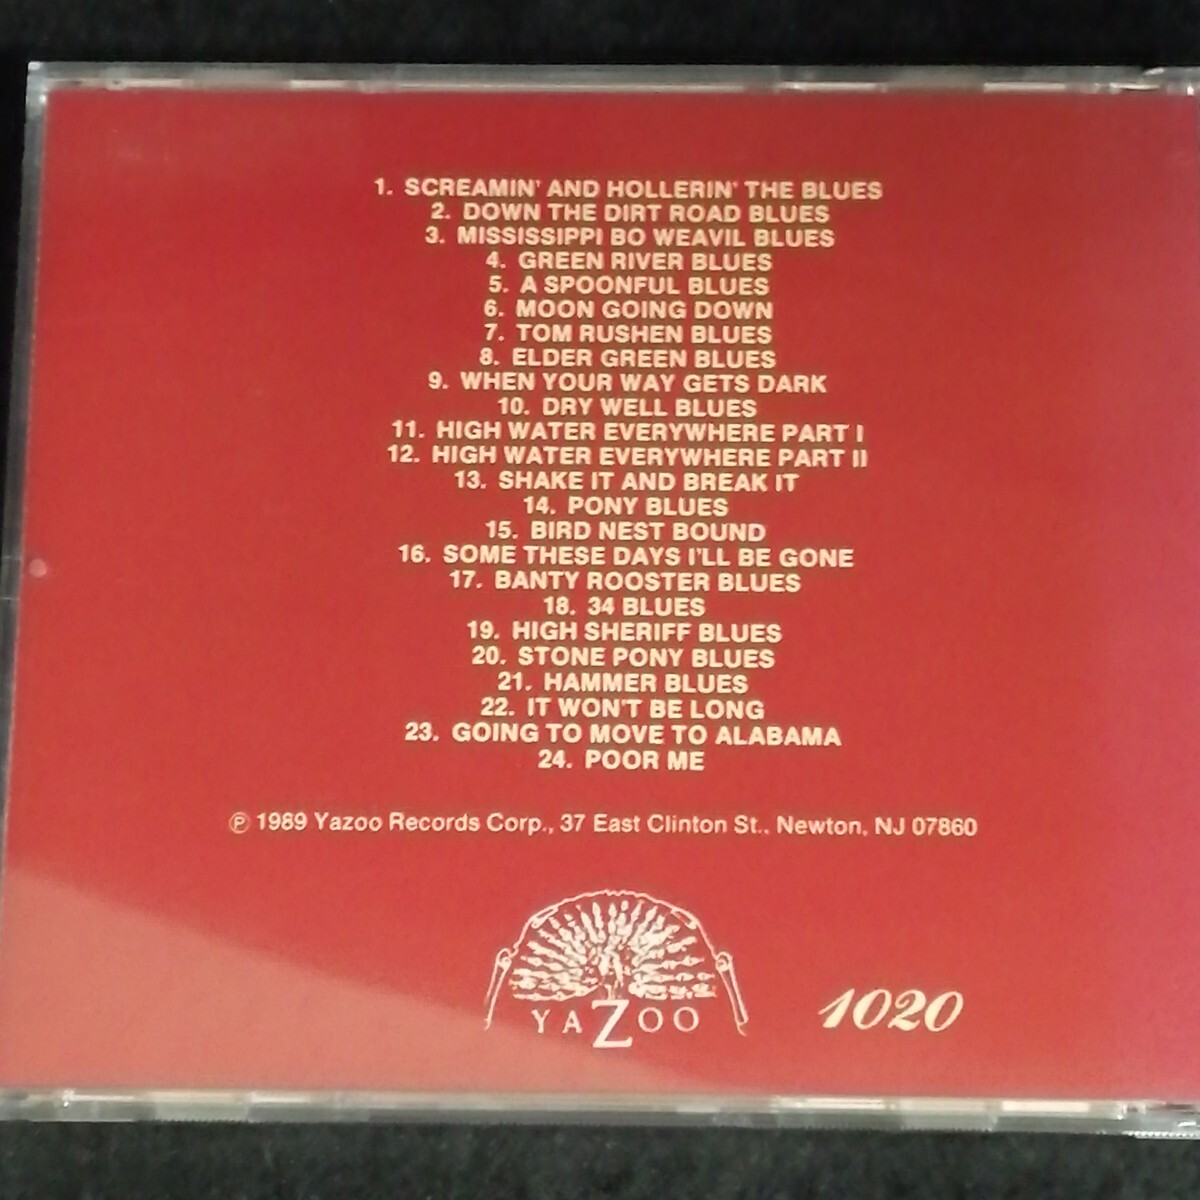 1. SCREAMIN' AND HOLLERIN' THE BLUES
2. DOWN THE DIRT ROAD BLUES
3. MISSISSIPPI BO WEAVIL BLUES
4. GREEN RIVER BLUES
5. A SPOONFUL BLUES
6. MOON GOING DOWN
7. TOM RUSHEN BLUES
8. ELDER GREEN BLUES
9. WHEN YOUR WAY GETS DARK
10. DRY WELL BLUES
11. HIGH WATER EVERYWHERE PART I
12. HIGH WATER EVERYWHERE PART II
13. SHAKE IT AND BREAK IT
14. PONY BLUES
15. BIRD NEST BOUND
16. SOME THESE DAYS I'LL BE GONE
17. BANTY ROOSTER BLUES
18. 34 BLUES
19. HIGH SHERIFF BLUES
20. STONE PONY BLUES
21. HAMMER BLUES
22. IT WON'T BE LONG
23. GOING TO MOVE TO ALABAMA
24. POOR ME
℗ 1989 Yazoo Records Corp., 37 East Clinton St., Newton, NJ 07860
YAZOO
1020